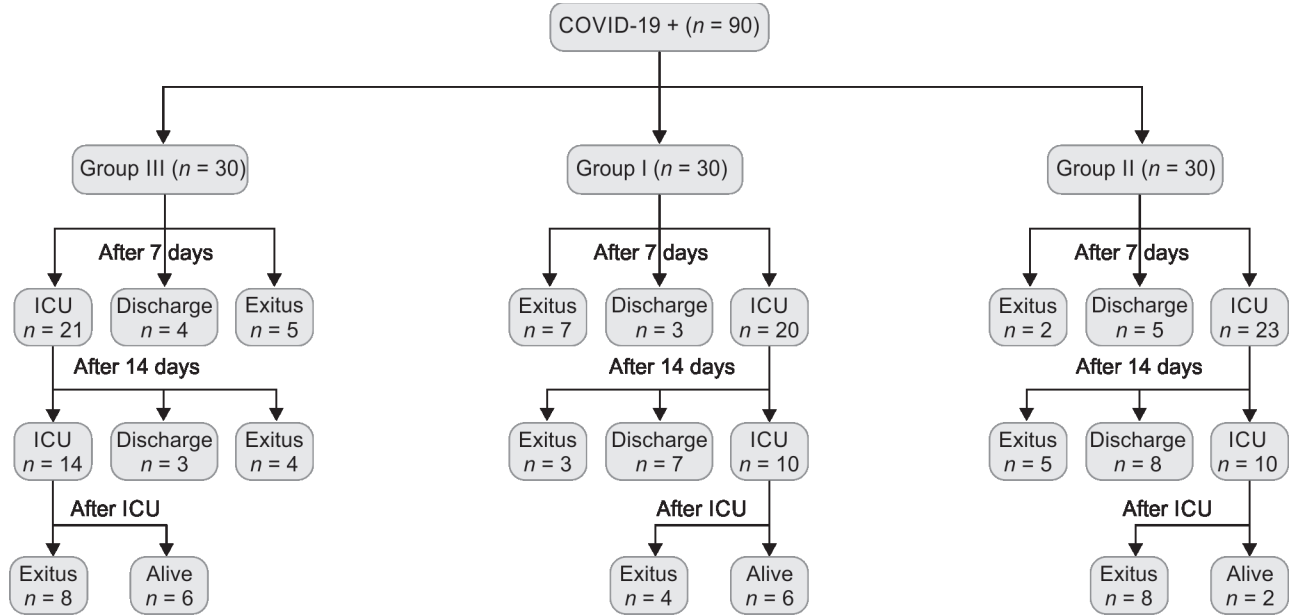 COVID-19 + (n = 90)
Group III (n = 30)
Group I (n = 30)
Group II (n = 30)
After 7 days
After 7 days
After 7 days
ICU
n = 21
Discharge
n = 4
Exitus
n = 5
Exitus
n = 7
Discharge
n = 3
ICU
n = 20
Exitus
n = 2
Discharge
n = 5
ICU
n = 23
After 14 days
After 14 days
After 14 days
ICU
n = 14
Discharge
n = 3
Exitus
n = 4
Exitus
n = 3
Discharge
n = 7
ICU
n = 10
Exitus
n = 5
Discharge
n = 8
ICU
n = 10
After ICU
After ICU
After ICU
Exitus
n = 8
Alive
n = 6
Exitus
n = 4
Alive
n = 6
Exitus
n = 8
Alive
n = 2